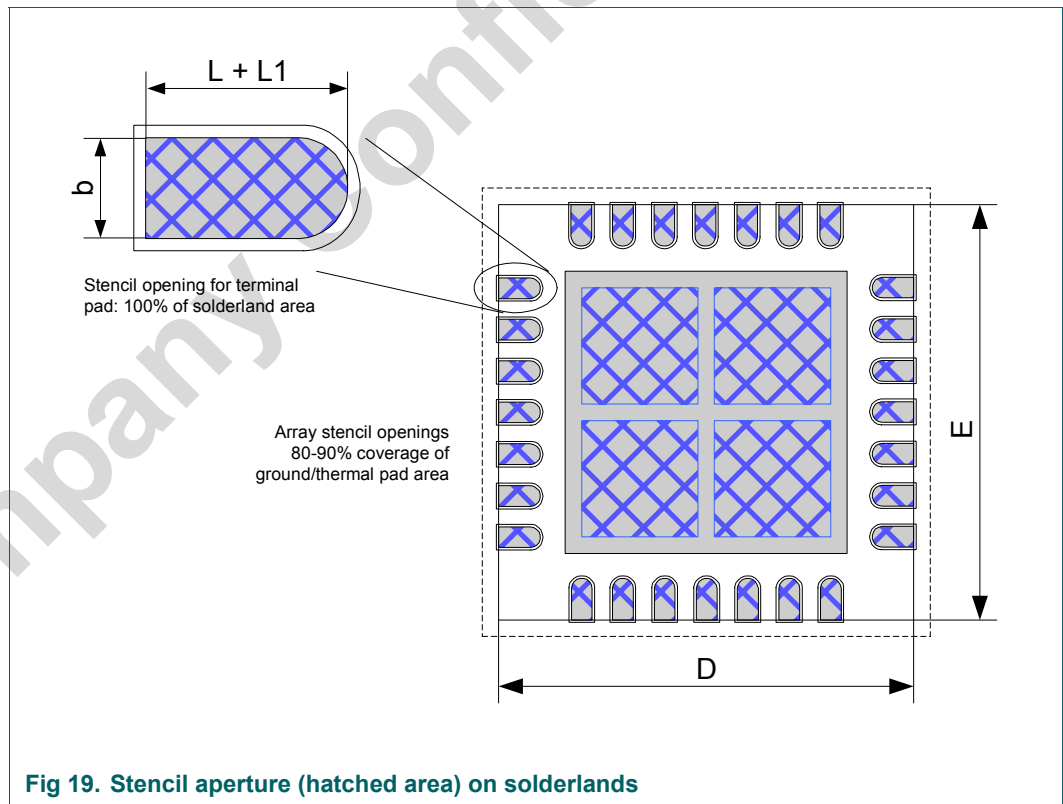 L + L1
b
Stencil opening for terminal
pad: 100% of solderland area
Array stencil openings
80-90% coverage of
ground/thermal pad area
E
D
Fig 19. Stencil aperture (hatched area) on solderlands